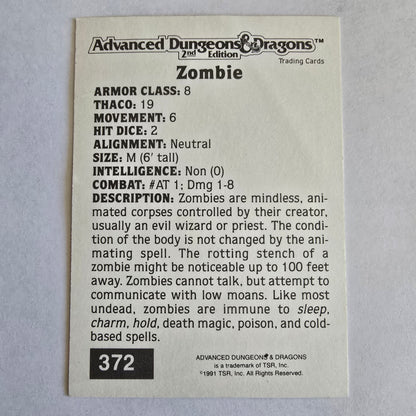 Advanced Dungeons & Dragons™
2nd Edition
Trading Cards
Zombie
ARMOR CLASS: 8
THACO: 19
MOVEMENT: 6
HIT DICE: 2
ALIGNMENT: Neutral
SIZE: M (6' tall)
INTELLIGENCE: Non (0)
COMBAT: #AT 1; Dmg 1-8
DESCRIPTION: Zombies are mindless, ani-
mated corpses controlled by their creator,
usually an evil wizard or priest. The condi-
tion of the body is not changed by the ani-
mating spell. The rotting stench of a
zombie might be noticeable up to 100 feet
away. Zombies cannot talk, but attempt to
communicate with low moans. Like most
undead, zombies are immune to sleep,
charm, hold, death magic, poison, and cold-
based spells.
372
ADVANCED DUNGEONS & DRAGONS
is a trademark of TSR, Inc.
©1991 TSR, Inc. All Rights Reserved.